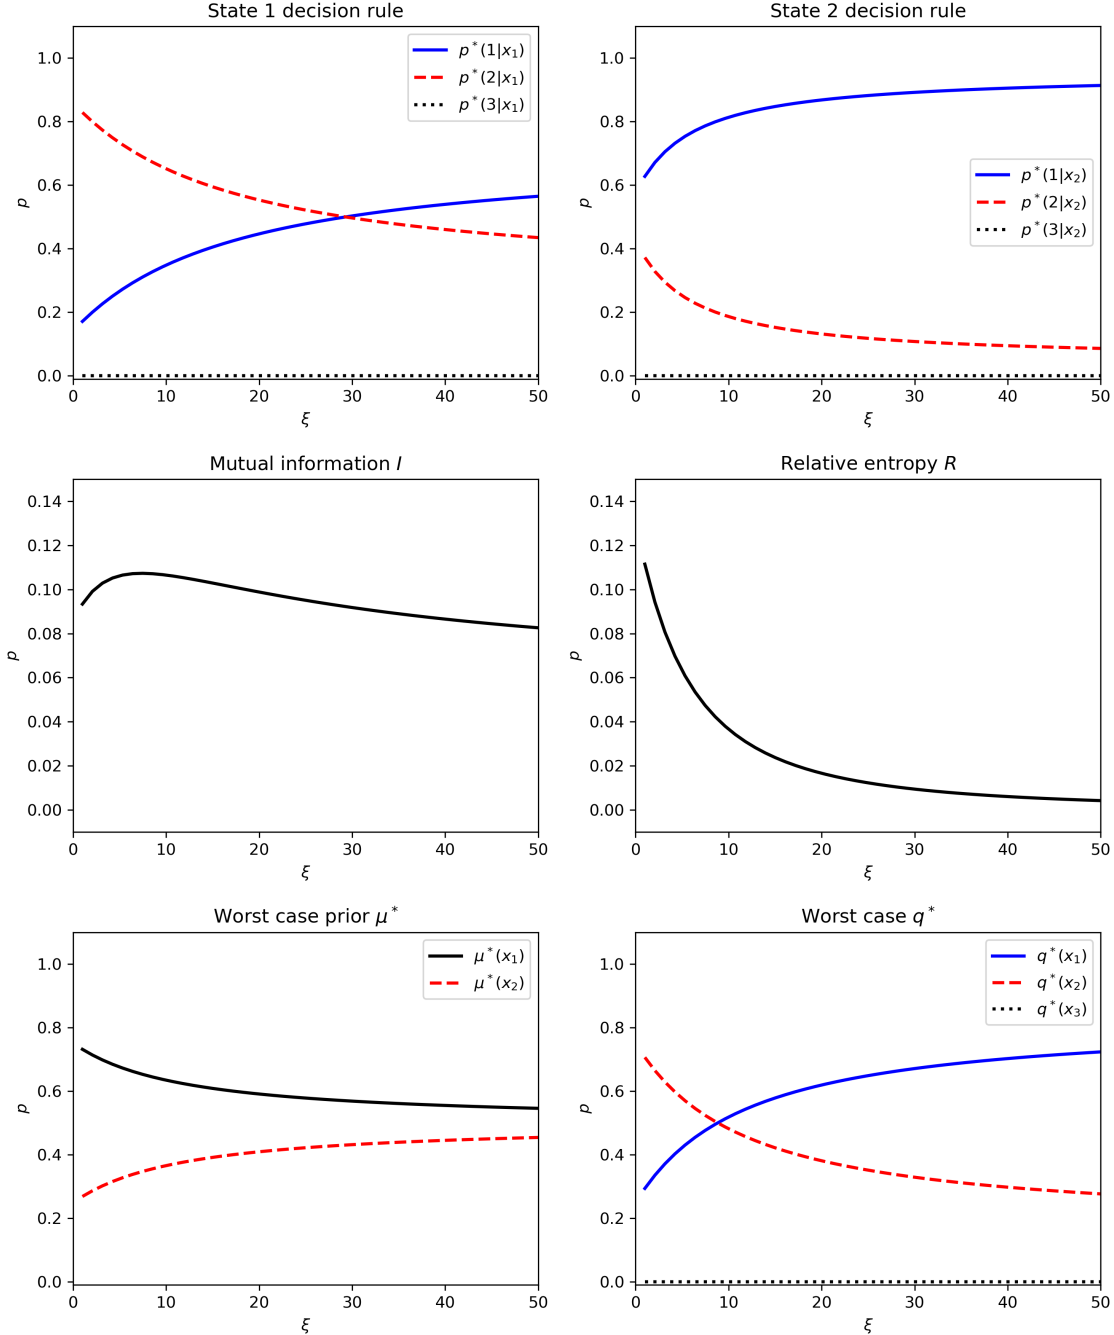 State 1 decision rule
1.0
0.8
0.6
0.4
0.2
0.0
p
p*(1|x₁)
p*(2|x₁)
p*(3|x₁)
0 10 20 30 40 50
ξ
State 2 decision rule
1.0
0.8
0.6
0.4
0.2
0.0
p
p*(1|x₂)
p*(2|x₂)
p*(3|x₂)
0 10 20 30 40 50
ξ
Mutual information I
0.14
0.12
0.10
0.08
0.06
0.04
0.02
0.00
p
0 10 20 30 40 50
ξ
Relative entropy R
0.14
0.12
0.10
0.08
0.06
0.04
0.02
0.00
p
0 10 20 30 40 50
ξ
Worst case prior μ*
1.0
0.8
0.6
0.4
0.2
0.0
p
μ*(x₁)
μ*(x₂)
0 10 20 30 40 50
ξ
Worst case q*
1.0
0.8
0.6
0.4
0.2
0.0
p
q*(x₁)
q*(x₂)
q*(x₃)
0 10 20 30 40 50
ξ